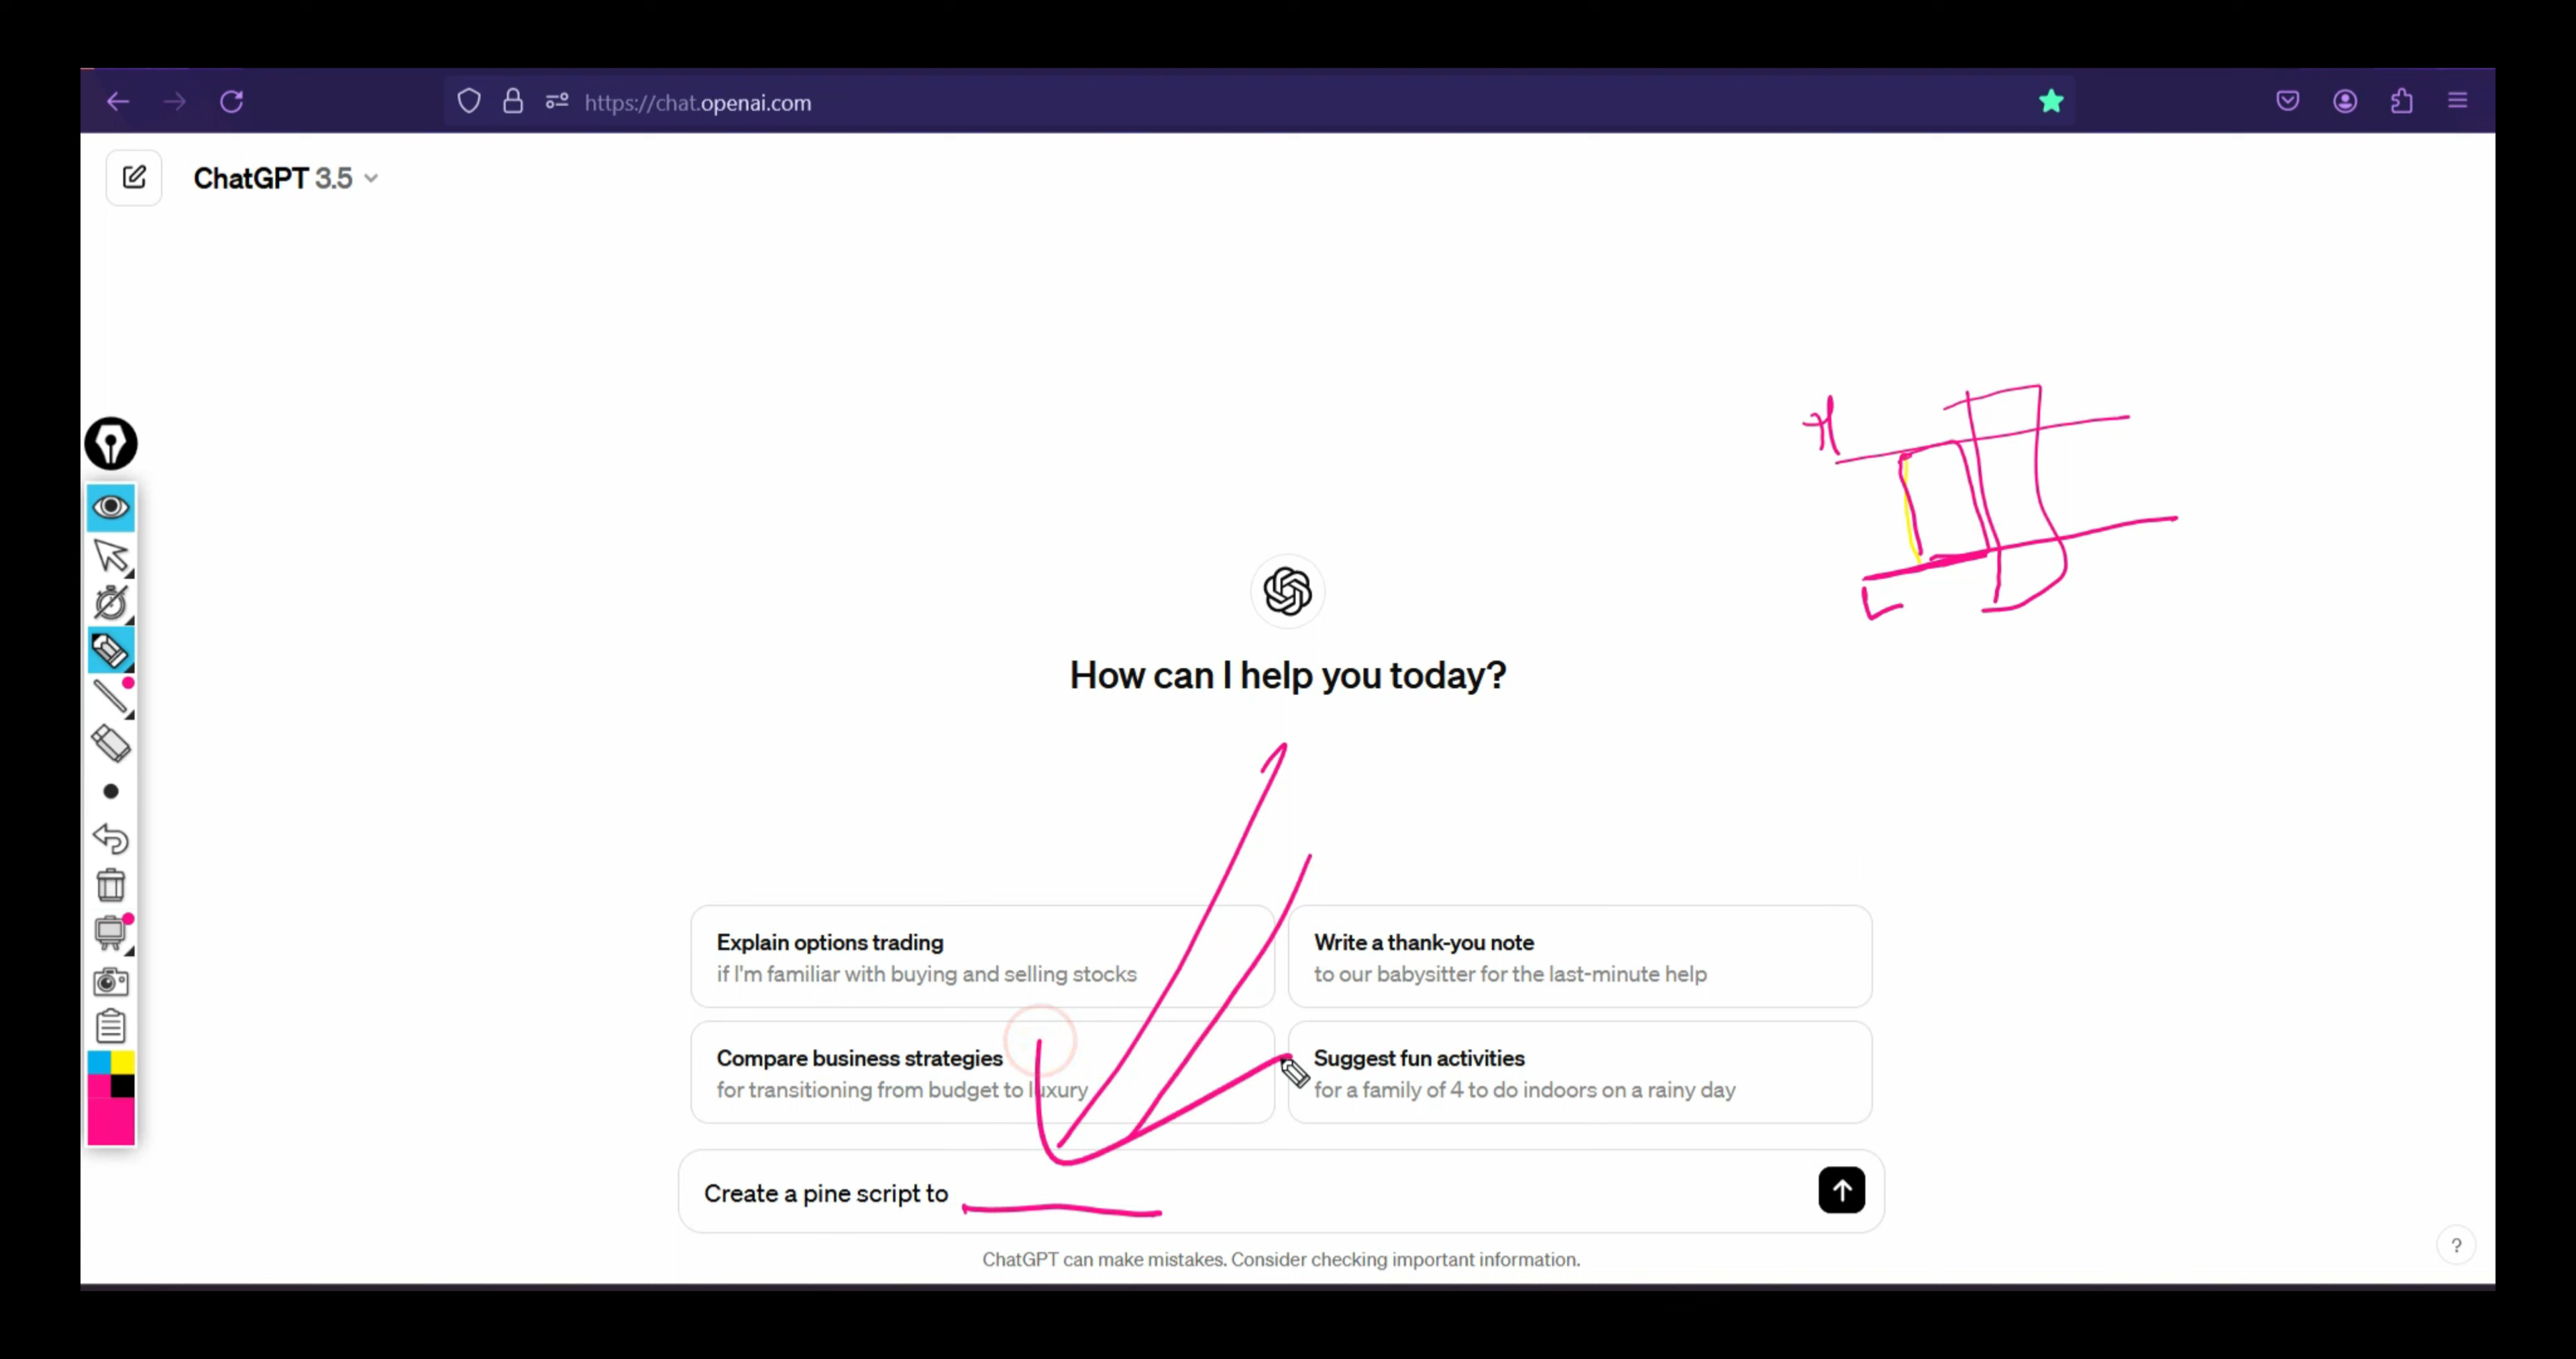 https://chat.openai.com
ChatGPT 3.5
H
L
How can I help you today?
Explain options trading
if I'm familiar with buying and selling stocks
Write a thank-you note
to our babysitter for the last-minute help
Compare business strategies
for transitioning from budget to luxury
Suggest fun activities
for a family of 4 to do indoors on a rainy day
Create a pine script to
ChatGPT can make mistakes. Consider checking important information.
?